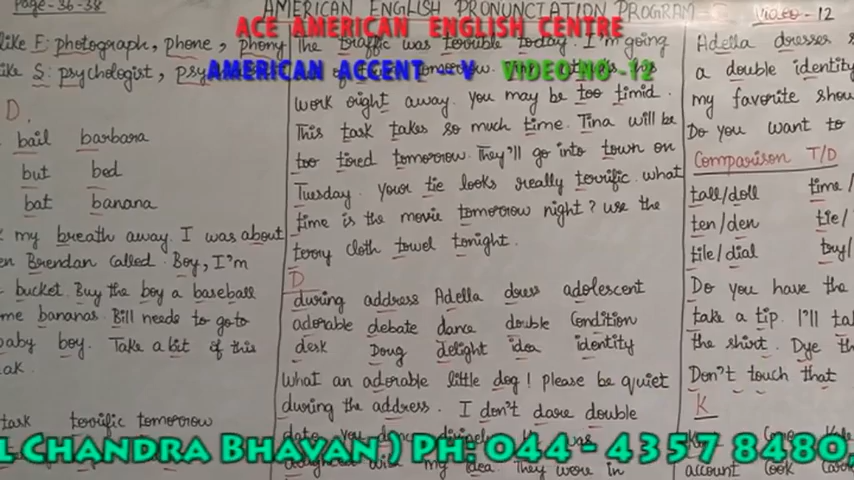 Page-36-38
AMERICAN ENGLISH PRONUNCTATION PROGRAM
Video-12
ACE AMERICAN ENGLISH CENTRE
AMERICAN ACCENT -- V VIDEO NO -12
like F: photograph, phone, phony
like S: psychologist,
D.
bail barbara
but bed
bat banana
my breath away. I was about
en Brendan called. Boy, I'm
bucket. Buy the boy a baseball
me bananas. Bill needs to go to
baby boy. Take a bit of this
ak.
task terrific tomorrow
The traffic was terrible today. I'm going
tomorrow.
work right away. You may be too timid.
This task takes so much time. Tina will be
too tired tomorrow. They'll go into town on
Tuesday. Your tie looks really terrific. What
time is the movie tomorrow night? Use the
terry cloth towel tonight.
D
during address Adella dress adolescent
adorable debate dance double Condition
desk Doug delight idea identity
What an adorable little dog! Please be quiet
during the address. I don't dare double
my idea. They were in
Adella dresses s
a double identity
my favorite show
Do you want to
Comparison T/D
tall/doll time/
ten/den tie/
tile/dial try/
Do you have the
take a tip. I'll ta
the shirt. Dye th
Don't touch that
K
account cook
L CHANDRA BHAVAN ) PH: 044 - 4357 8480,